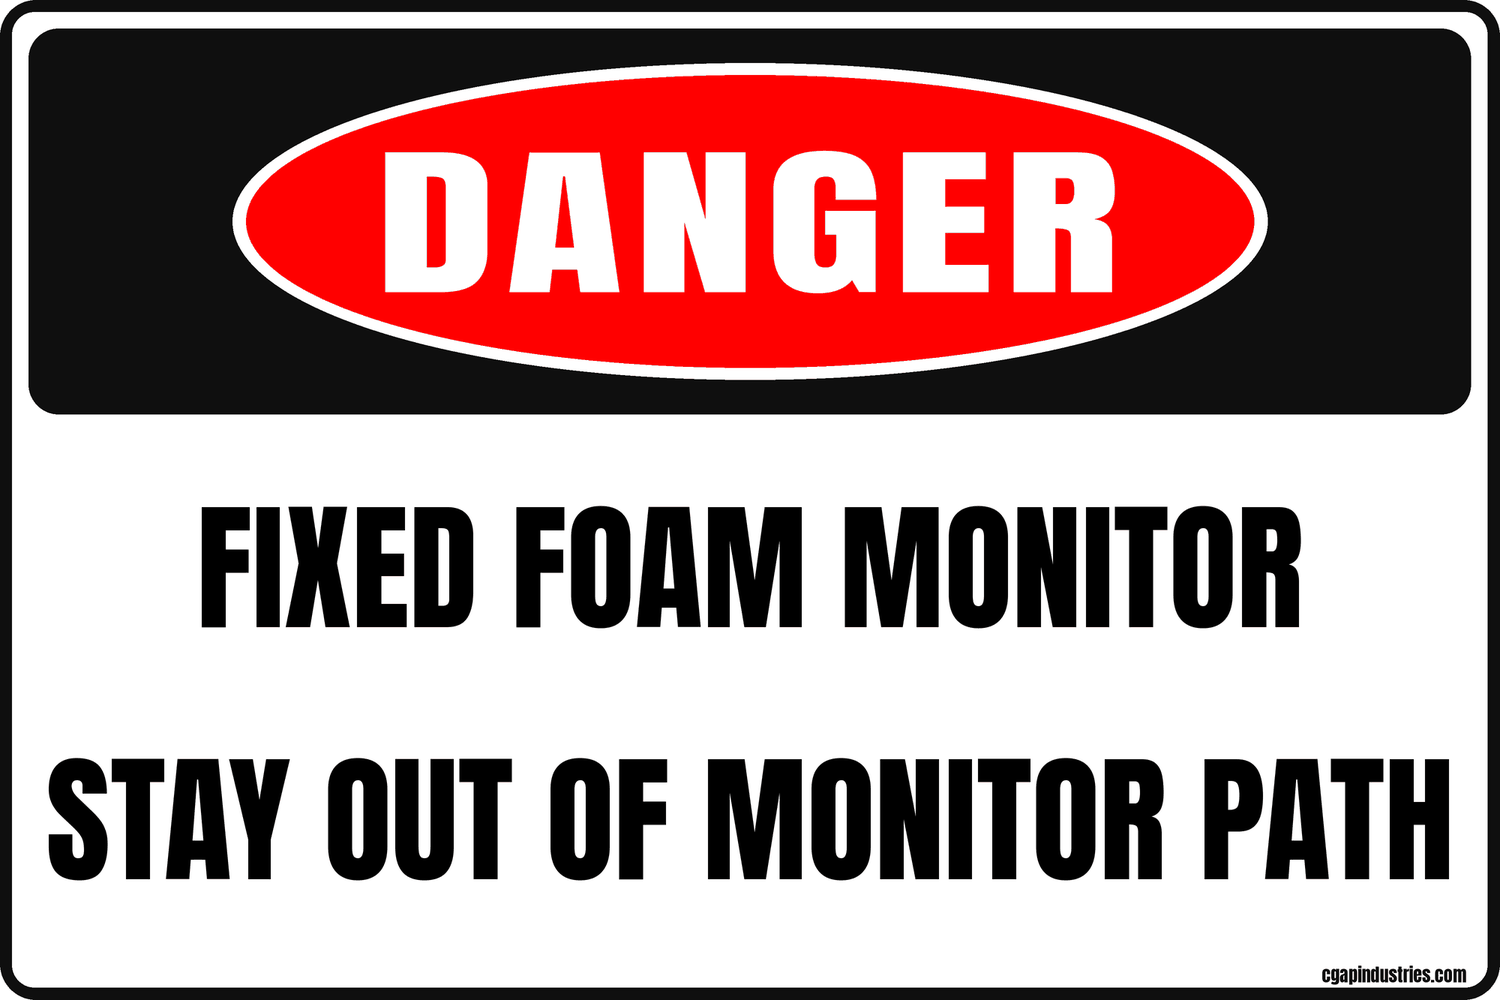 DANGER
FIXED FOAM MONITOR
STAY OUT OF MONITOR PATH
cgapindustries.com